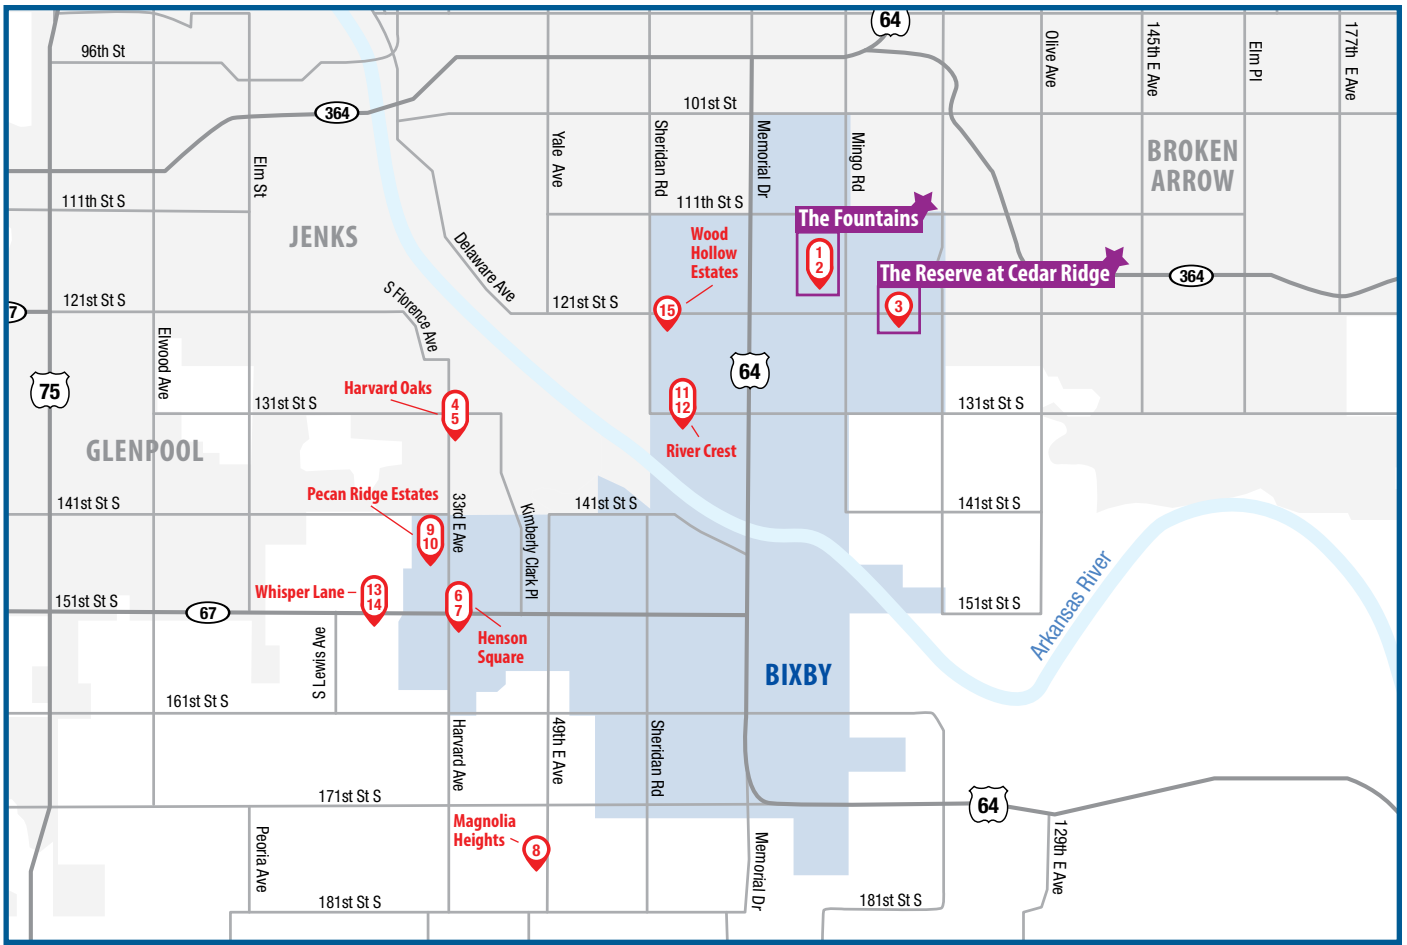 64
96th St
Olive Ave
145th E Ave
Elm Pl
177th E Ave
364
101st St
Elm St
Yale Ave
Sheridan Rd
Memorial Dr
Mingo Rd
BROKEN
ARROW
111th St S
111th St S
The Fountains
JENKS
Delaware Ave
Wood
Hollow
Estates
1
2
The Reserve at Cedar Ridge
364
S Florence Ave
121st St S
121st St S
15
3
7
Elwood Ave
75
64
Harvard Oaks
4
5
11
12
131st St S
131st St S
GLENPOOL
River Crest
Pecan Ridge Estates
33rd E Ave
Kimberly Clark Pl
141st St S
141st St S
141st St S
9
10
Arkansas River
Whisper Lane
13
14
6
7
151st St S
67
151st St S
S Lewis Ave
Henson
Square
BIXBY
161st St S
Harvard Ave
49th E Ave
Sheridan Rd
171st St S
64
Magnolia
Heights
8
Peoria Ave
Memorial Dr
129th E Ave
181st St S
181st St S